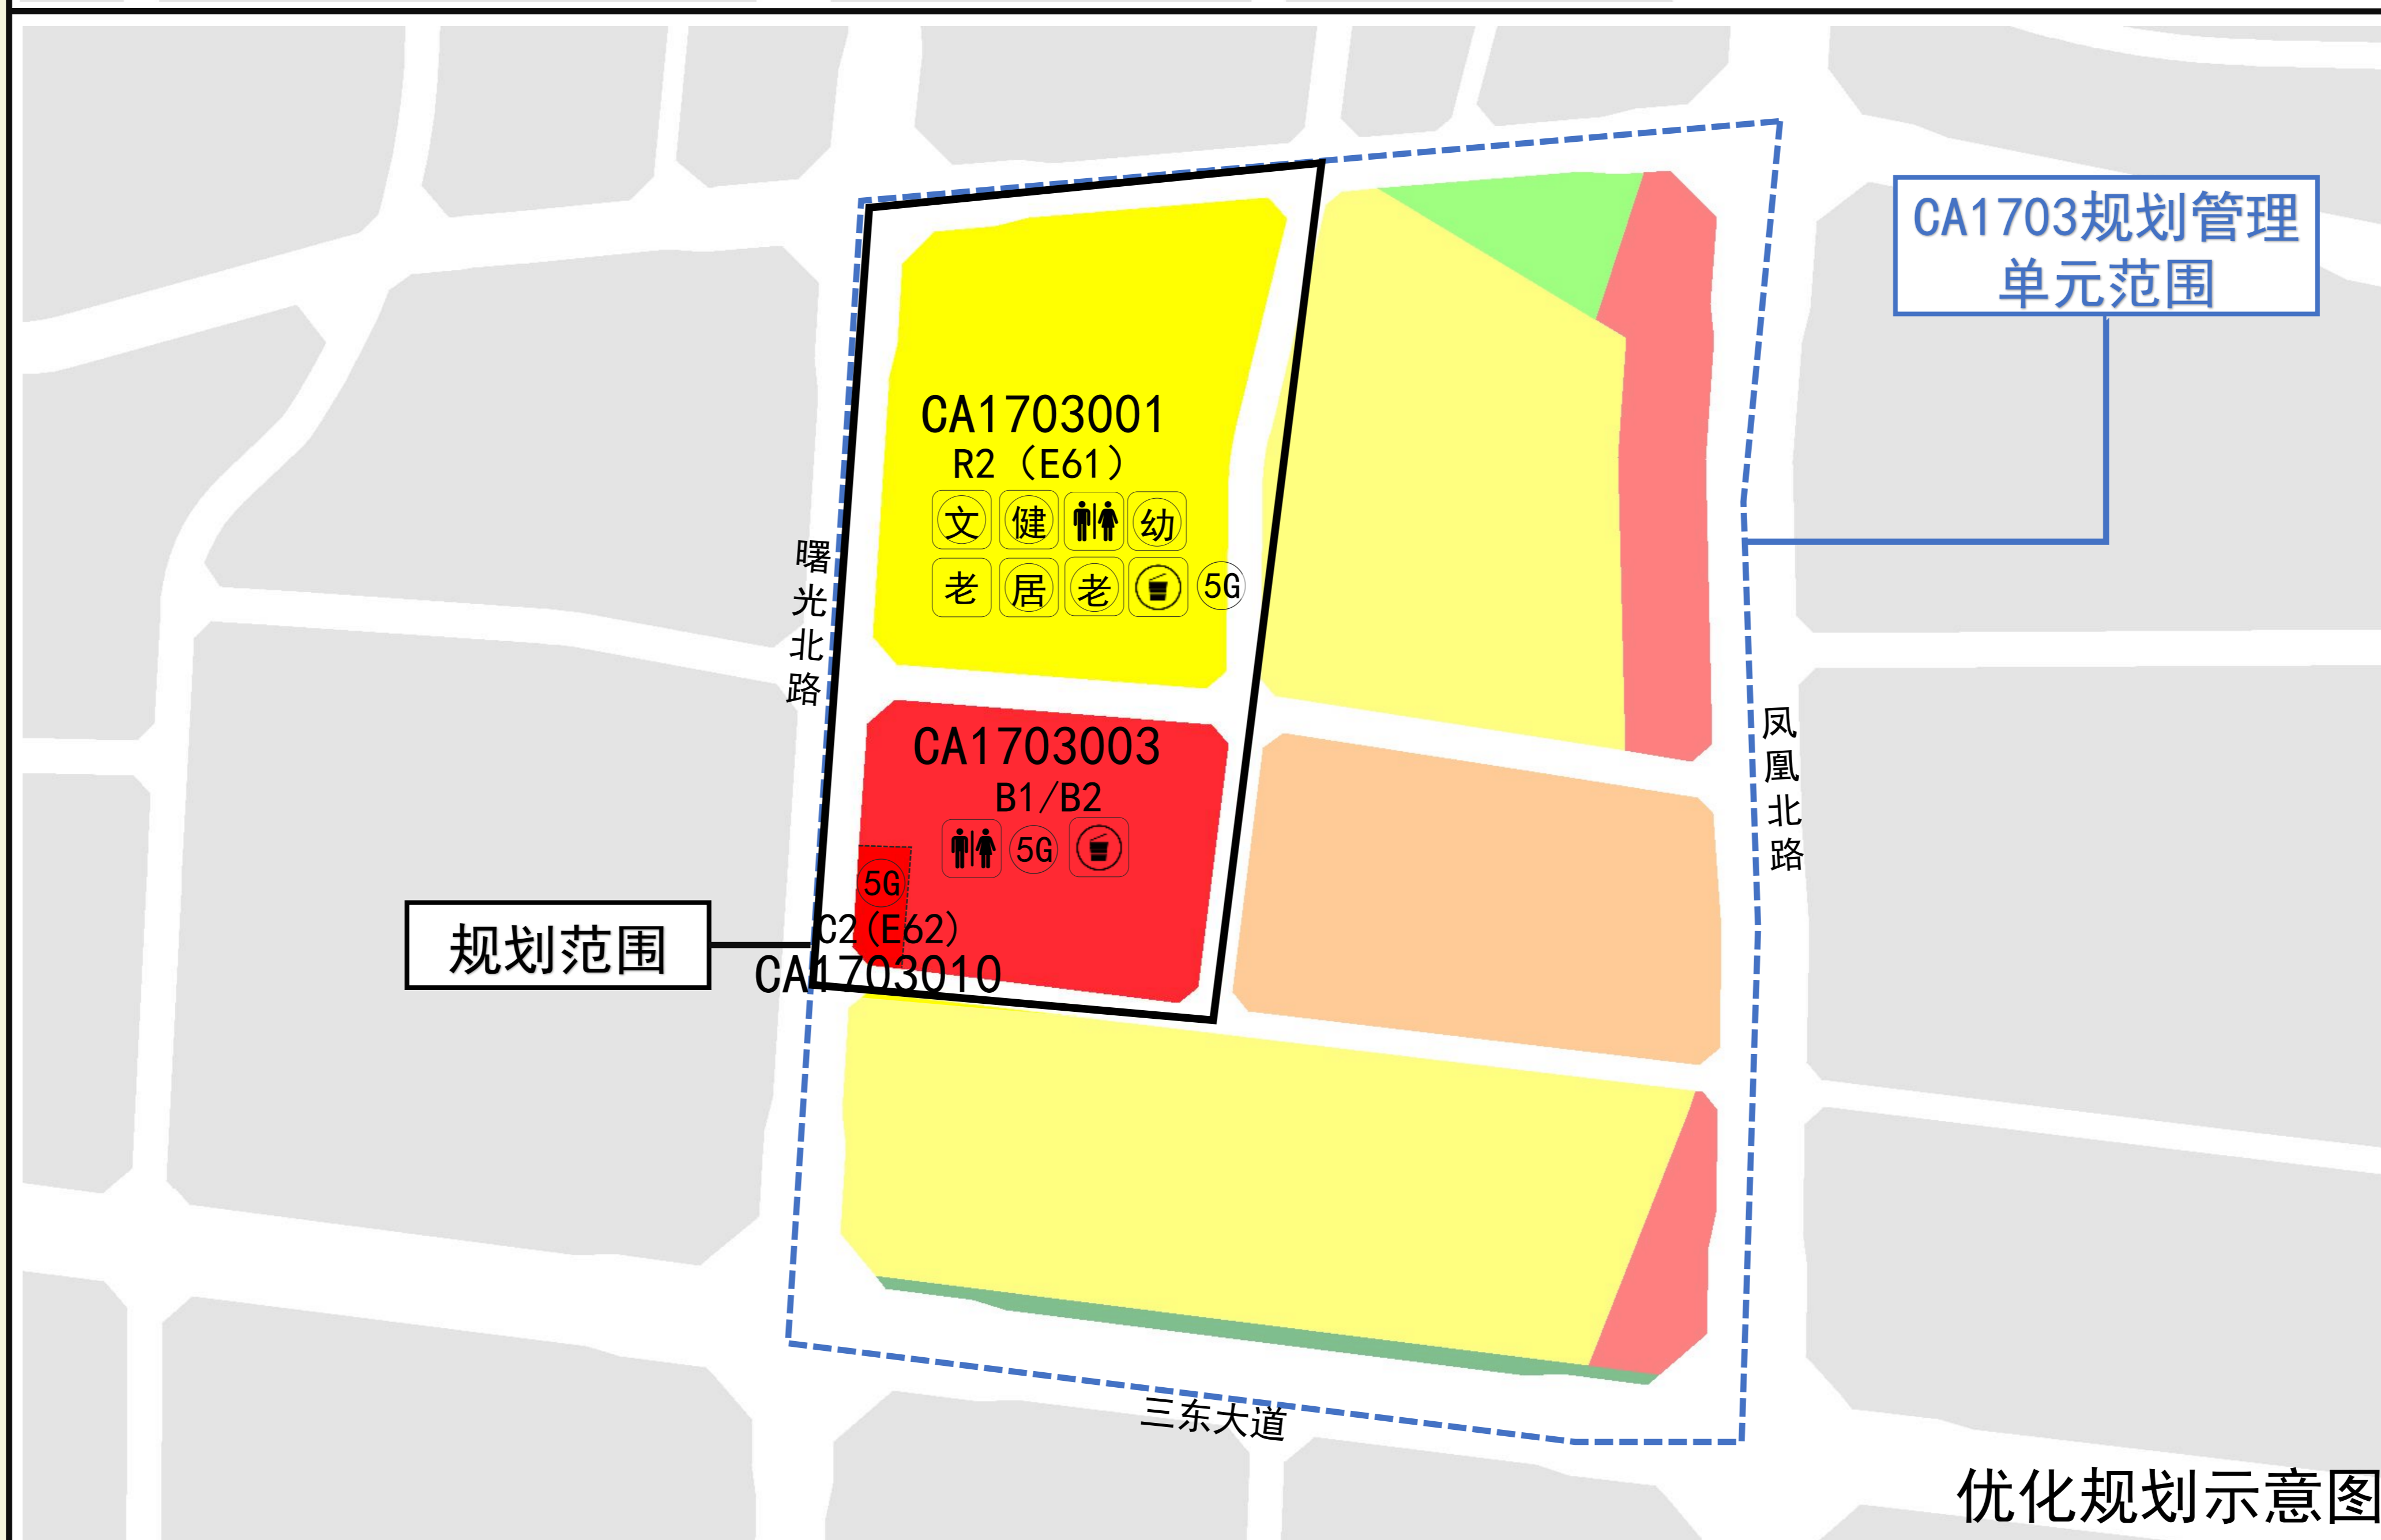 CA1703规划管理
单元范围
CA1703001
R2（E61）
文 健 幼
老 居 老 5G
曙光北路
CA1703003
B1/B2
5G
5G
C2(E62)
CA1703010
规划范围
凤凰北路
三东大道
优化规划示意图